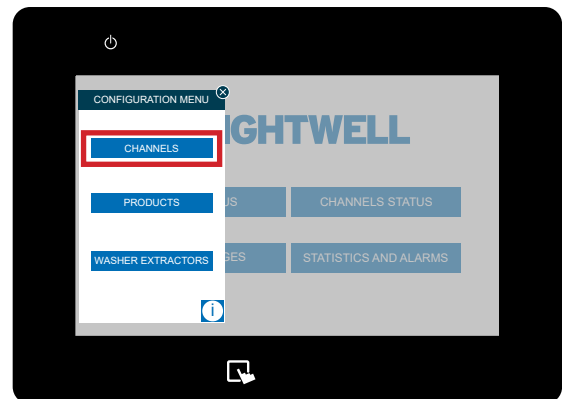 CONFIGURATION MENU
IGHTWELL
CHANNELS
PRODUCTS
US
CHANNELS STATUS
WASHER EXTRACTORS
GES
STATISTICS AND ALARMS
i